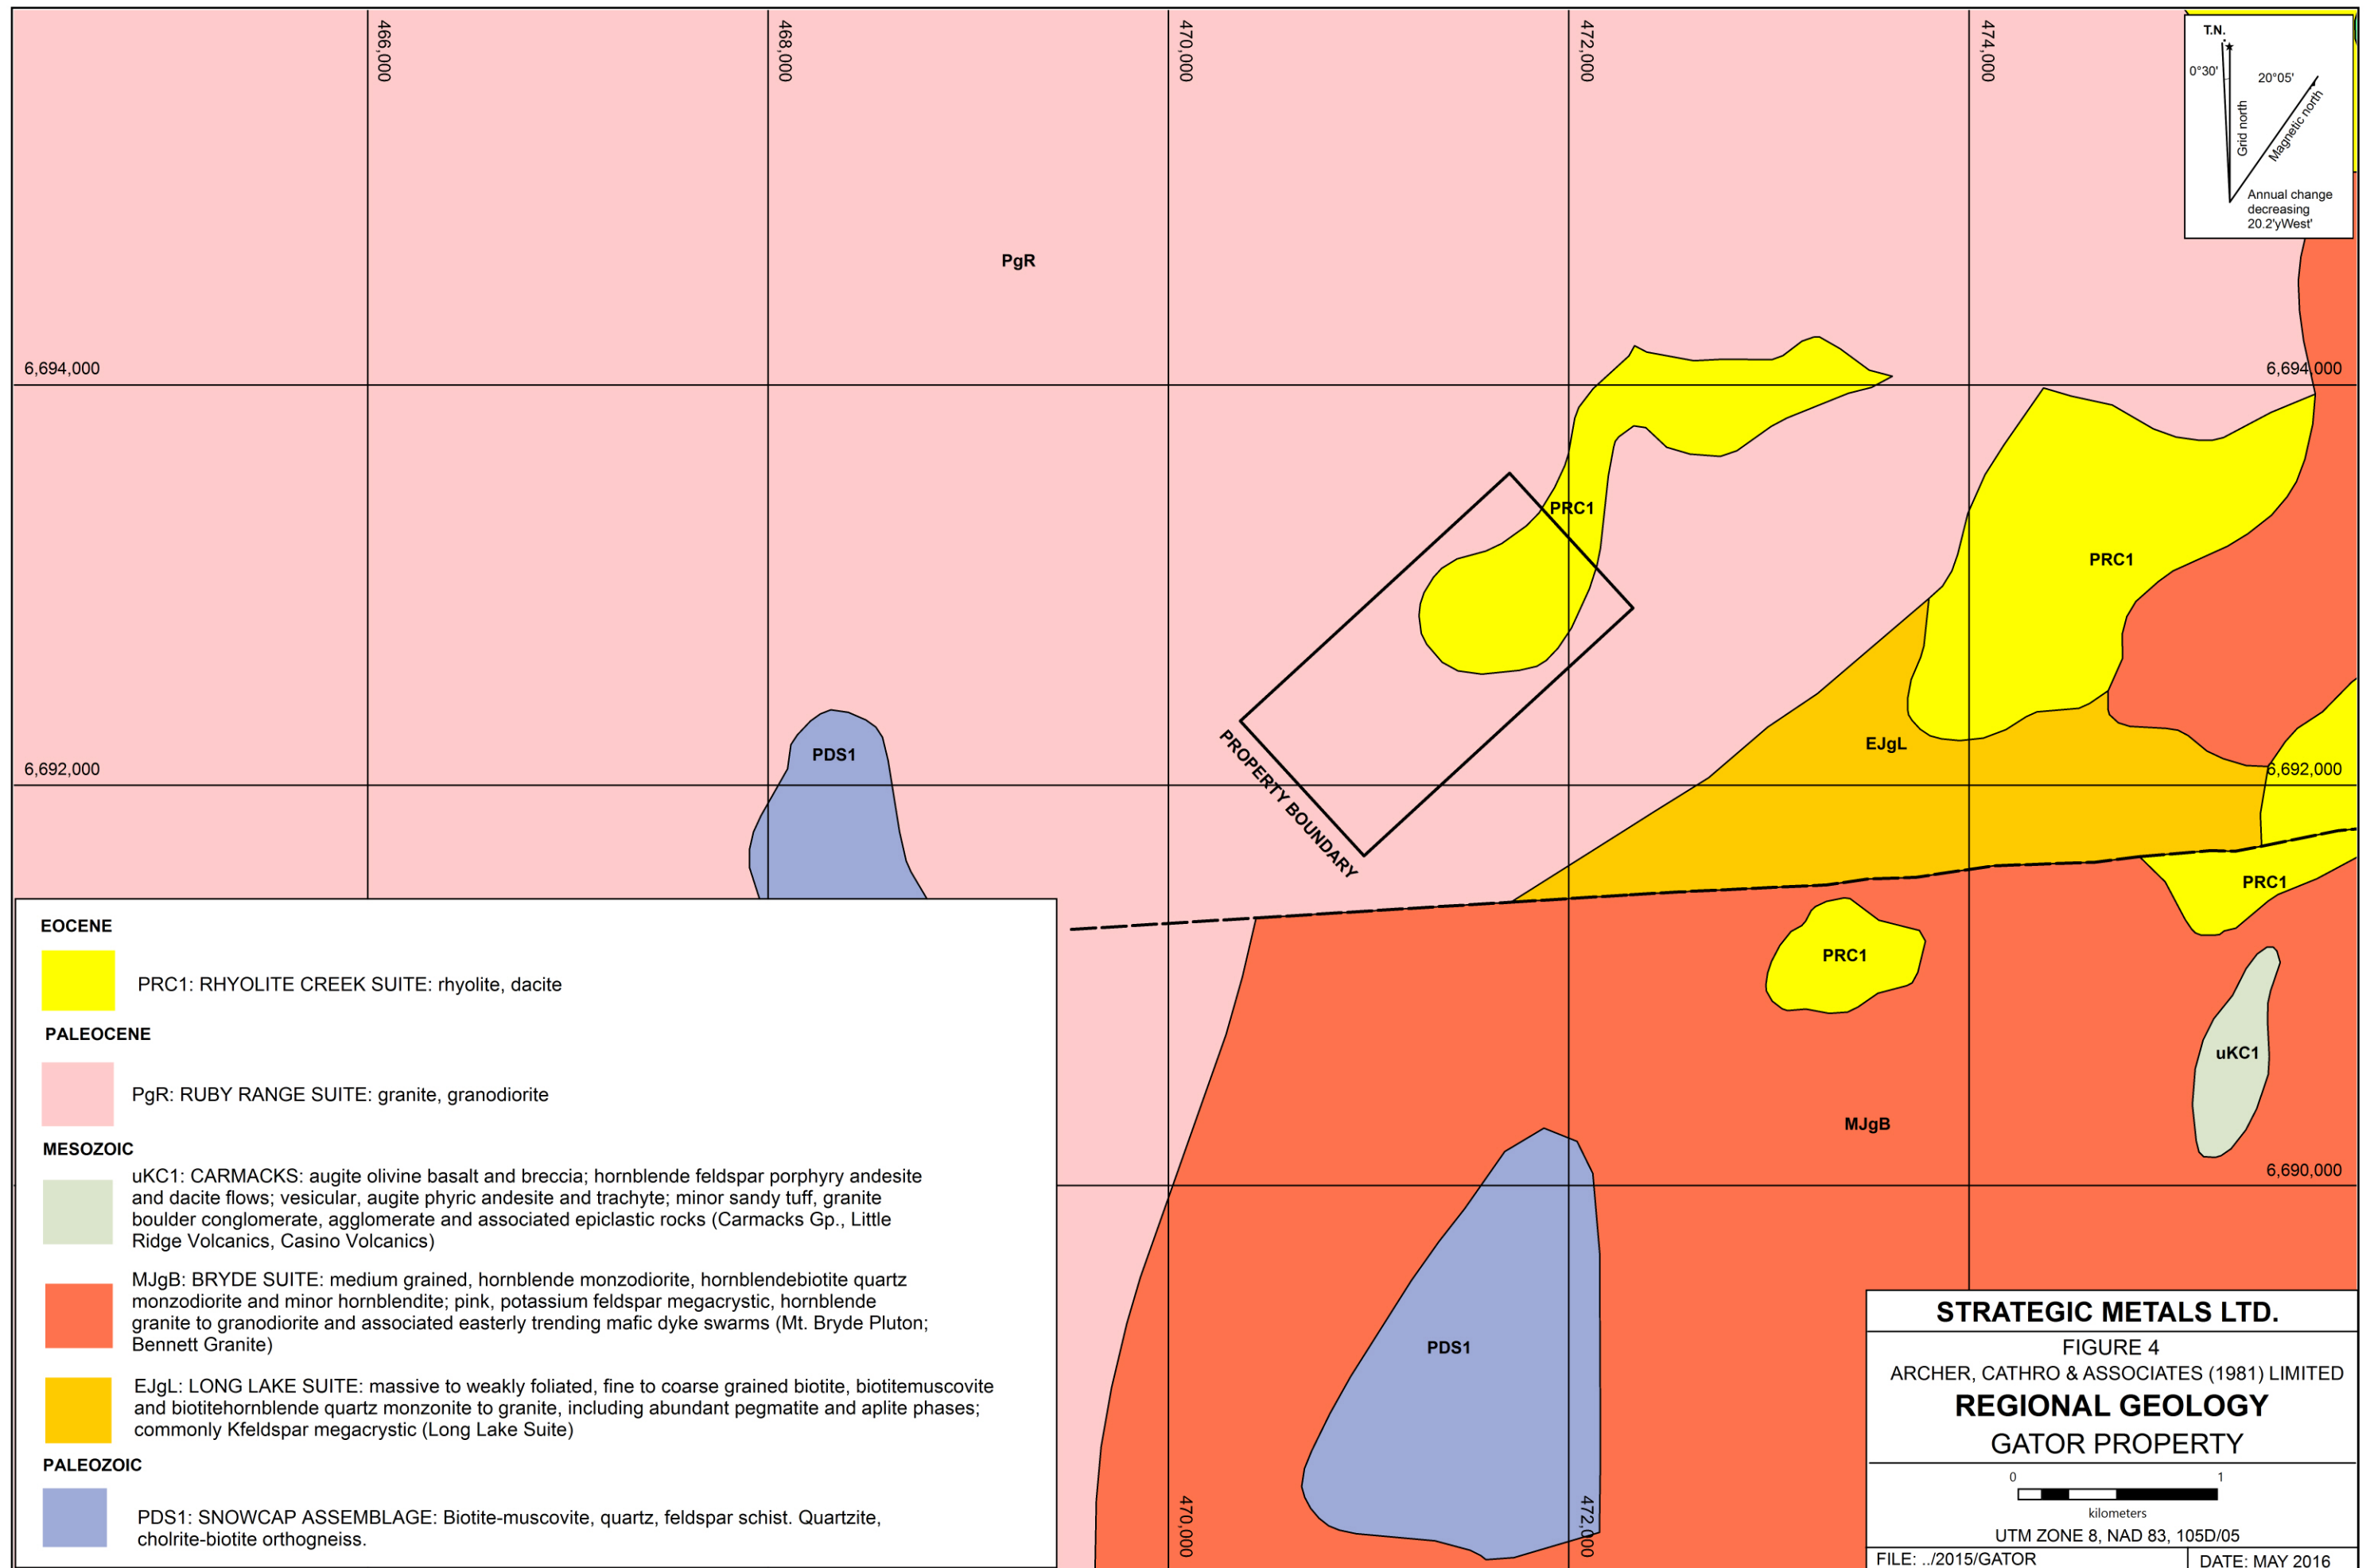 466,000
468,000
470,000
472,000
474,000
T.N.
0°30'
20°05'
Grid north
Magnetic north
Annual change
decreasing
20.2'yWest'
PgR
6,694,000
6,694,000
PRC1
PRC1
EJgL
PDS1
6,692,000
6,692,000
PROPERTY BOUNDARY
PRC1
PRC1
uKC1
MJgB
6,690,000
PDS1
470,000
472,000
EOCENE
PRC1: RHYOLITE CREEK SUITE: rhyolite, dacite
PALEOCENE
PgR: RUBY RANGE SUITE: granite, granodiorite
MESOZOIC
uKC1: CARMACKS: augite olivine basalt and breccia; hornblende feldspar porphyry andesite
and dacite flows; vesicular, augite phyric andesite and trachyte; minor sandy tuff, granite
boulder conglomerate, agglomerate and associated epiclastic rocks (Carmacks Gp., Little
Ridge Volcanics, Casino Volcanics)
MJgB: BRYDE SUITE: medium grained, hornblende monzodiorite, hornblendebiotite quartz
monzodiorite and minor hornblendite; pink, potassium feldspar megacrystic, hornblende
granite to granodiorite and associated easterly trending mafic dyke swarms (Mt. Bryde Pluton;
Bennett Granite)
EJgL: LONG LAKE SUITE: massive to weakly foliated, fine to coarse grained biotite, biotitemuscovite
and biotitehornblende quartz monzonite to granite, including abundant pegmatite and aplite phases;
commonly Kfeldspar megacrystic (Long Lake Suite)
PALEOZOIC
PDS1: SNOWCAP ASSEMBLAGE: Biotite-muscovite, quartz, feldspar schist. Quartzite,
cholrite-biotite orthogneiss.
STRATEGIC METALS LTD.
FIGURE 4
ARCHER, CATHRO & ASSOCIATES (1981) LIMITED
REGIONAL GEOLOGY
GATOR PROPERTY
0 1
kilometers
UTM ZONE 8, NAD 83, 105D/05
FILE: ../2015/GATOR
DATE: MAY 2016